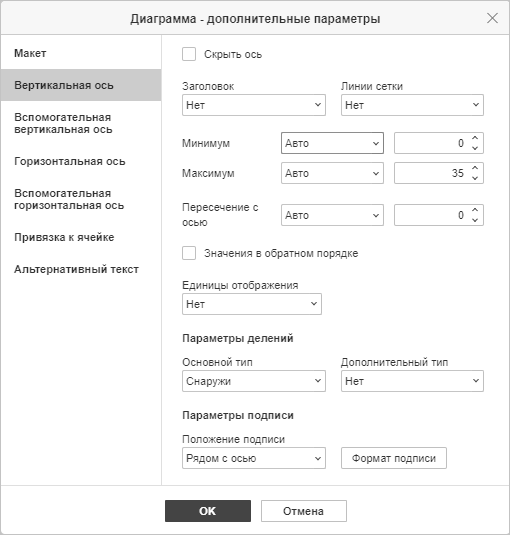 Диаграмма - дополнительные параметры
Макет
Вертикальная ось
Вспомогательная
вертикальная ось
Горизонтальная ось
Вспомогательная
горизонтальная ось
Привязка к ячейке
Альтернативный текст
Скрыть ось
Заголовок Линии сетки
Нет Нет
Минимум Авто 0
Максимум Авто 35
Пересечение с
осью Авто 0
Значения в обратном порядке
Единицы отображения
Нет
Параметры делений
Основной тип Дополнительный тип
Снаружи Нет
Параметры подписи
Положение подписи
Рядом с осью Формат подписи
ОК Отмена